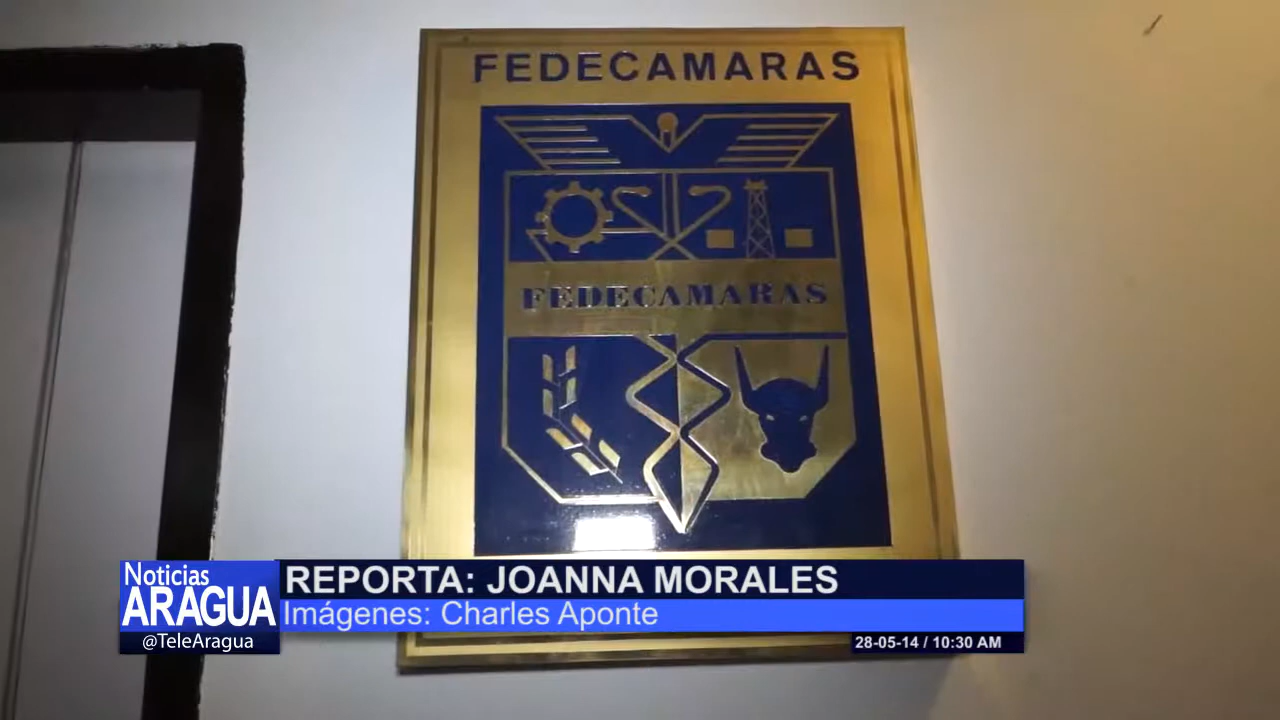 FEDECAMARAS
FEDECAMARAS
Noticias
ARAGUA
@TeleAragua
REPORTA: JOANNA MORALES
Imágenes: Charles Aponte
28-05-14 / 10:30 AM